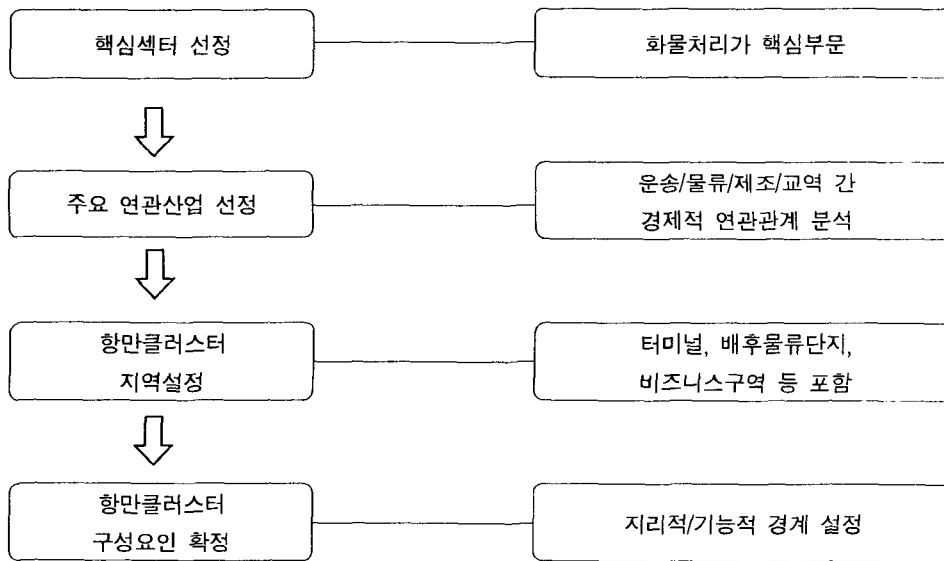 핵심섹터 선정
화물처리가 핵심부문
주요 연관산업 선정
운송/물류/제조/교역 간
경제적 연관관계 분석
항만클러스터
지역설정
터미널, 배후물류단지,
비즈니스구역 등 포함
항만클러스터
구성요인 확정
지리적/기능적 경계 설정